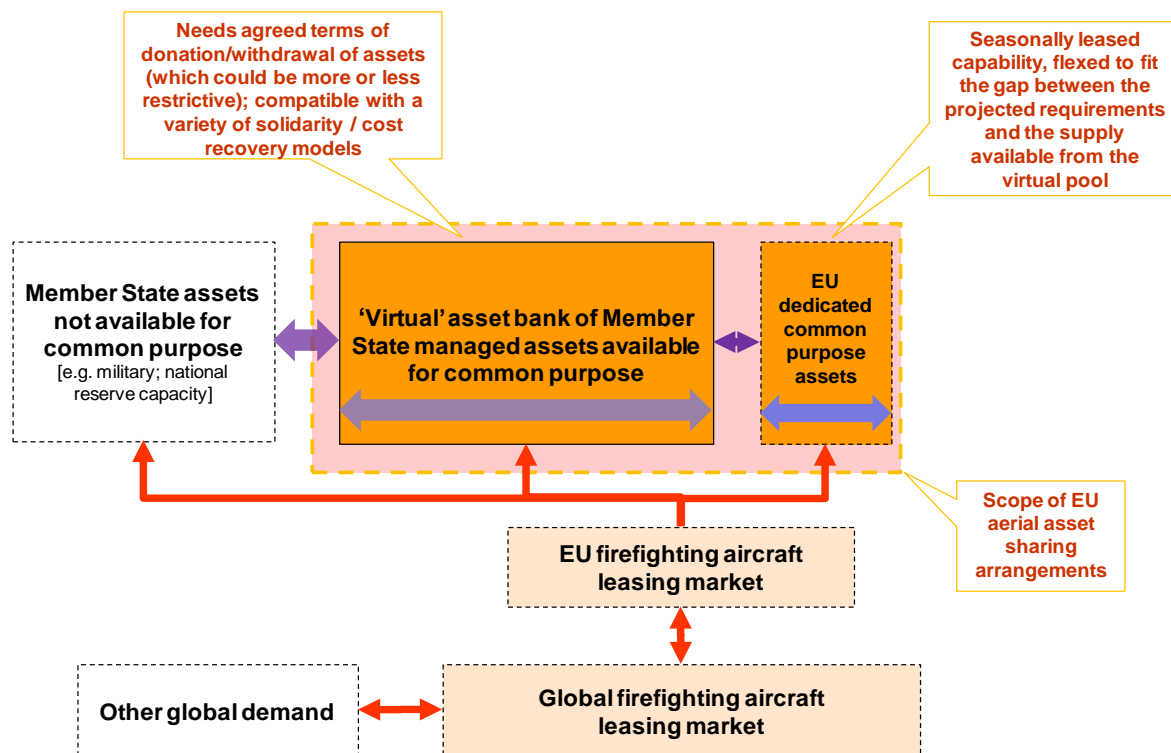 Needs agreed terms of
donation/withdrawal of assets
(which could be more or less
restrictive); compatible with a
variety of solidarity / cost
recovery models
Seasonally leased
capability, flexed to fit
the gap between the
projected requirements
and the supply
available from the
virtual pool
Member State assets
not available for
common purpose
[e.g. military; national
reserve capacity]
‘Virtual’ asset bank of Member
State managed assets available
for common purpose
EU
dedicated
common
purpose
assets
Scope of EU
aerial asset
sharing
arrangements
EU firefighting aircraft
leasing market
Other global demand
Global firefighting aircraft
leasing market